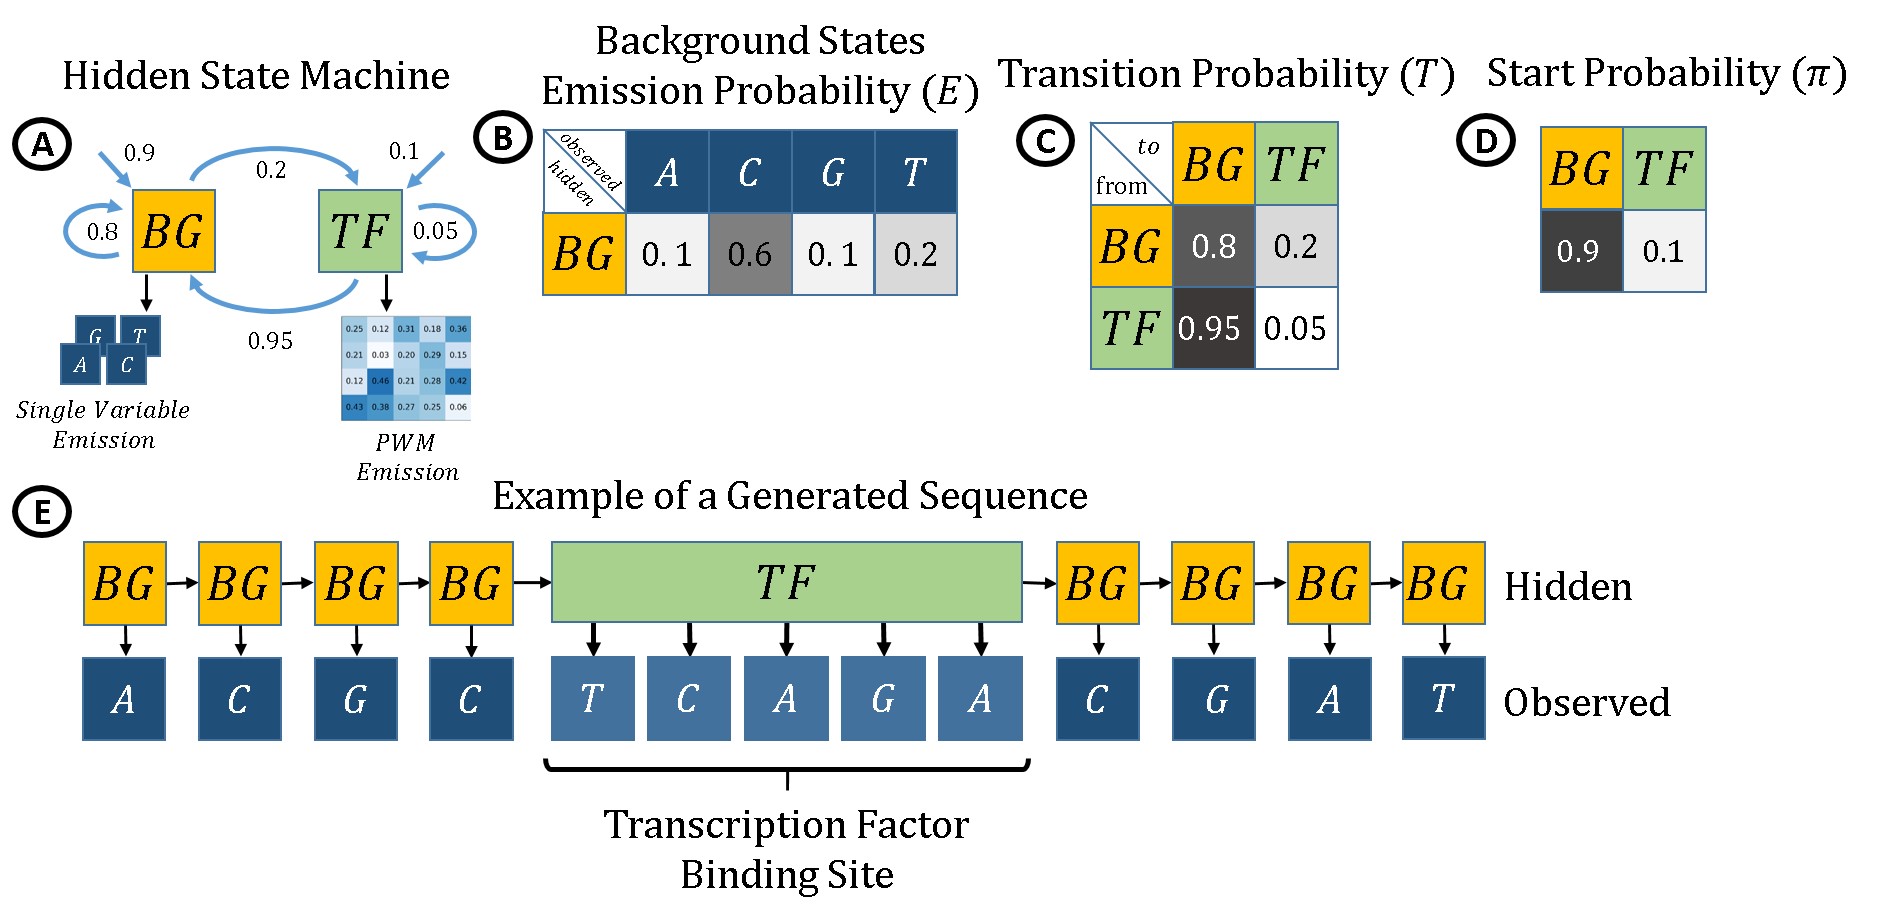 Hidden State Machine
A
0.9
0.1
0.2
BG
TF
0.8
0.05
0.95
G T
A C
Single Variable
Emission
0.25 0.12 0.31 0.18 0.36
0.21 0.03 0.20 0.29 0.15
0.12 0.46 0.21 0.28 0.42
0.43 0.38 0.27 0.25 0.06
PWM
Emission
Background States
Emission Probability (E)
B
observed
hidden
A C G T
BG 0. 1 0.6 0. 1 0.2
Transition Probability (T)
C
to
from
BG TF
BG 0.8 0.2
TF 0.95 0.05
Start Probability (π)
D
BG TF
0.9 0.1
Example of a Generated Sequence
E
BG BG BG BG TF BG BG BG BG Hidden
A C G C T C A G A C G A T Observed
Transcription Factor
Binding Site